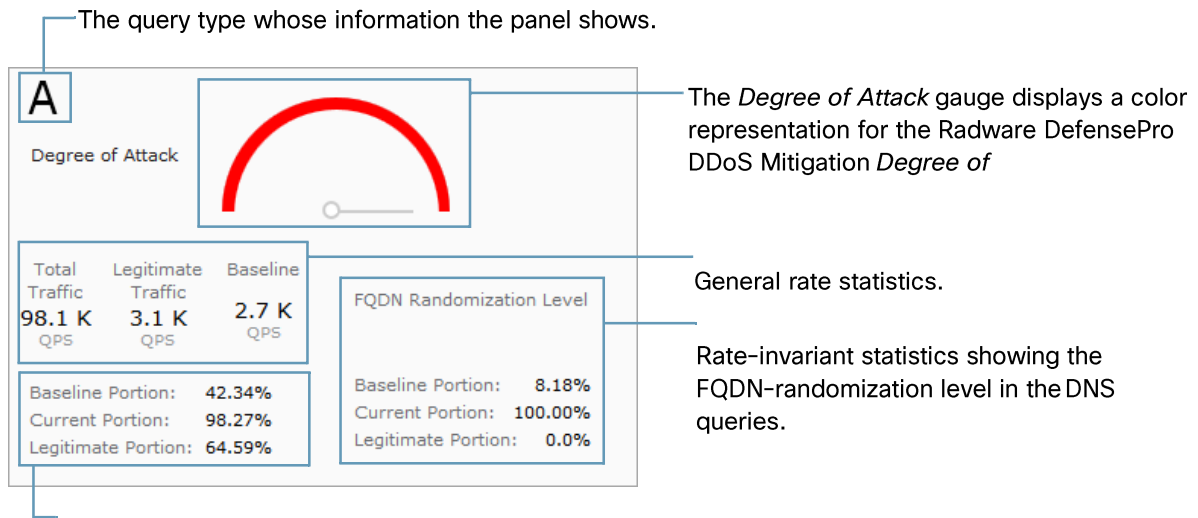 The query type whose information the panel shows.
A
Degree of Attack
The Degree of Attack gauge displays a color
representation for the Radware DefensePro
DDoS Mitigation Degree of
Total Legitimate Baseline
Traffic Traffic
98.1 K 3.1 K 2.7 K
QPS QPS QPS
General rate statistics.
Baseline Portion: 42.34%
Current Portion: 98.27%
Legitimate Portion: 64.59%
FQDN Randomization Level
Baseline Portion: 8.18%
Current Portion: 100.00%
Legitimate Portion: 0.0%
Rate-invariant statistics showing the
FQDN-randomization level in the DNS
queries.